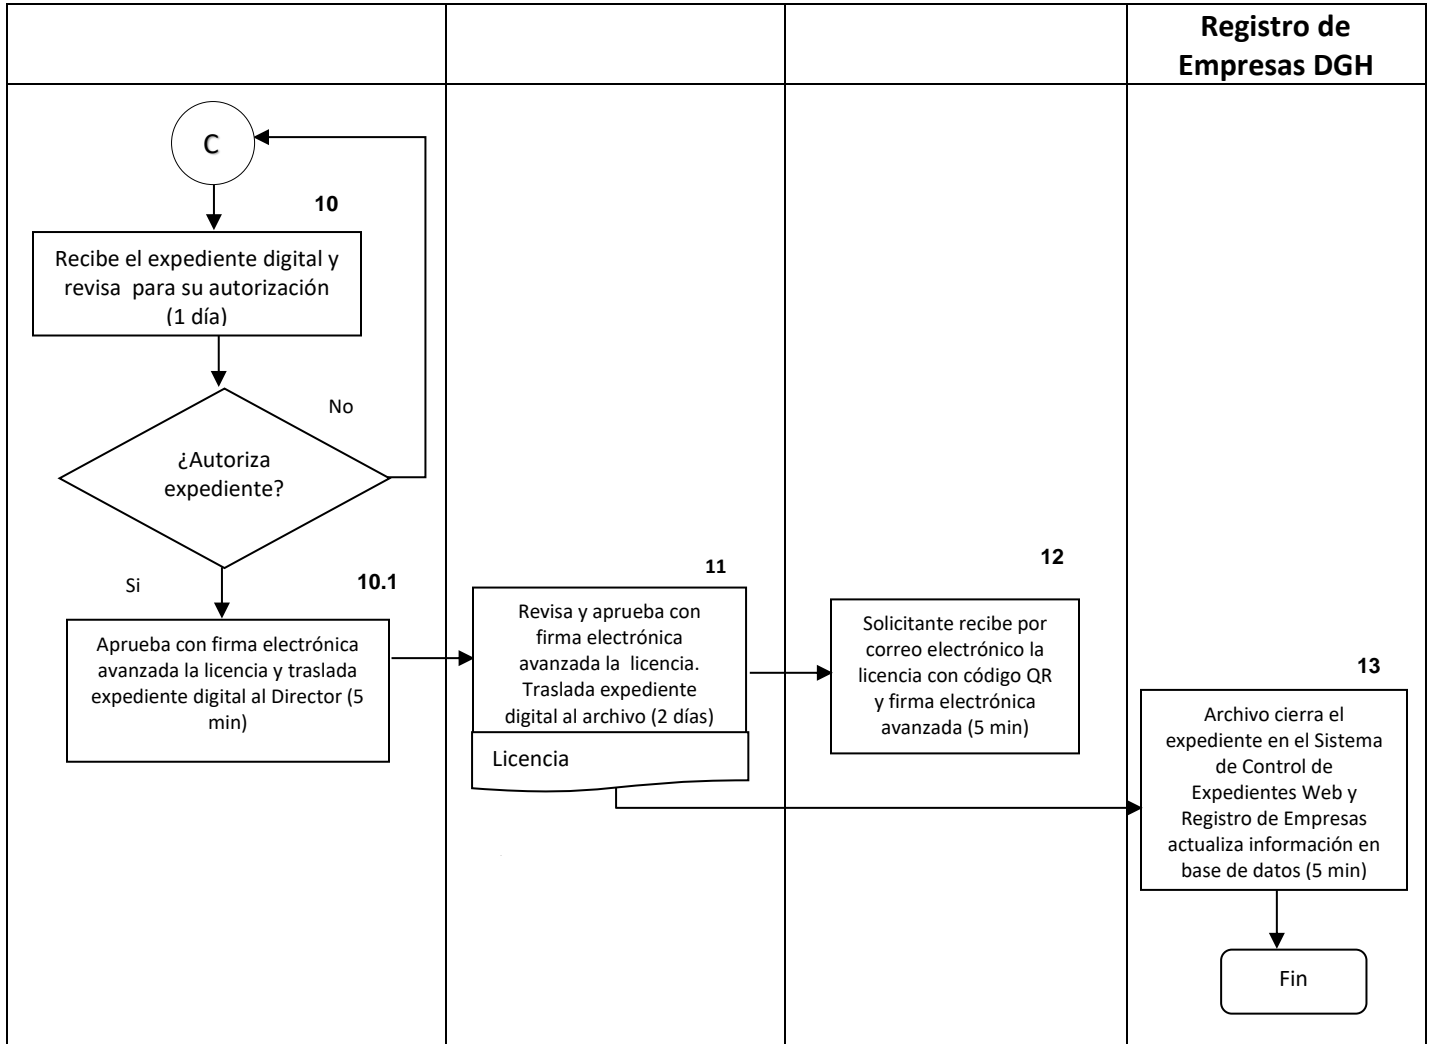 Registro de
Empresas DGH
C
10
Recibe el expediente digital y
revisa  para su autorización
(1 día)
No
¿Autoriza
expediente?
Si
10.1
Aprueba con firma electrónica
avanzada la licencia y traslada
expediente digital al Director (5
min)
11
Revisa y aprueba con
firma electrónica
avanzada la  licencia.
Traslada expediente
digital al archivo (2 días)
Licencia
12
Solicitante recibe por
correo electrónico la
licencia con código QR
y firma electrónica
avanzada (5 min)
13
Archivo cierra el
expediente en el Sistema
de Control de
Expedientes Web y
Registro de Empresas
actualiza información en
base de datos (5 min)
Fin